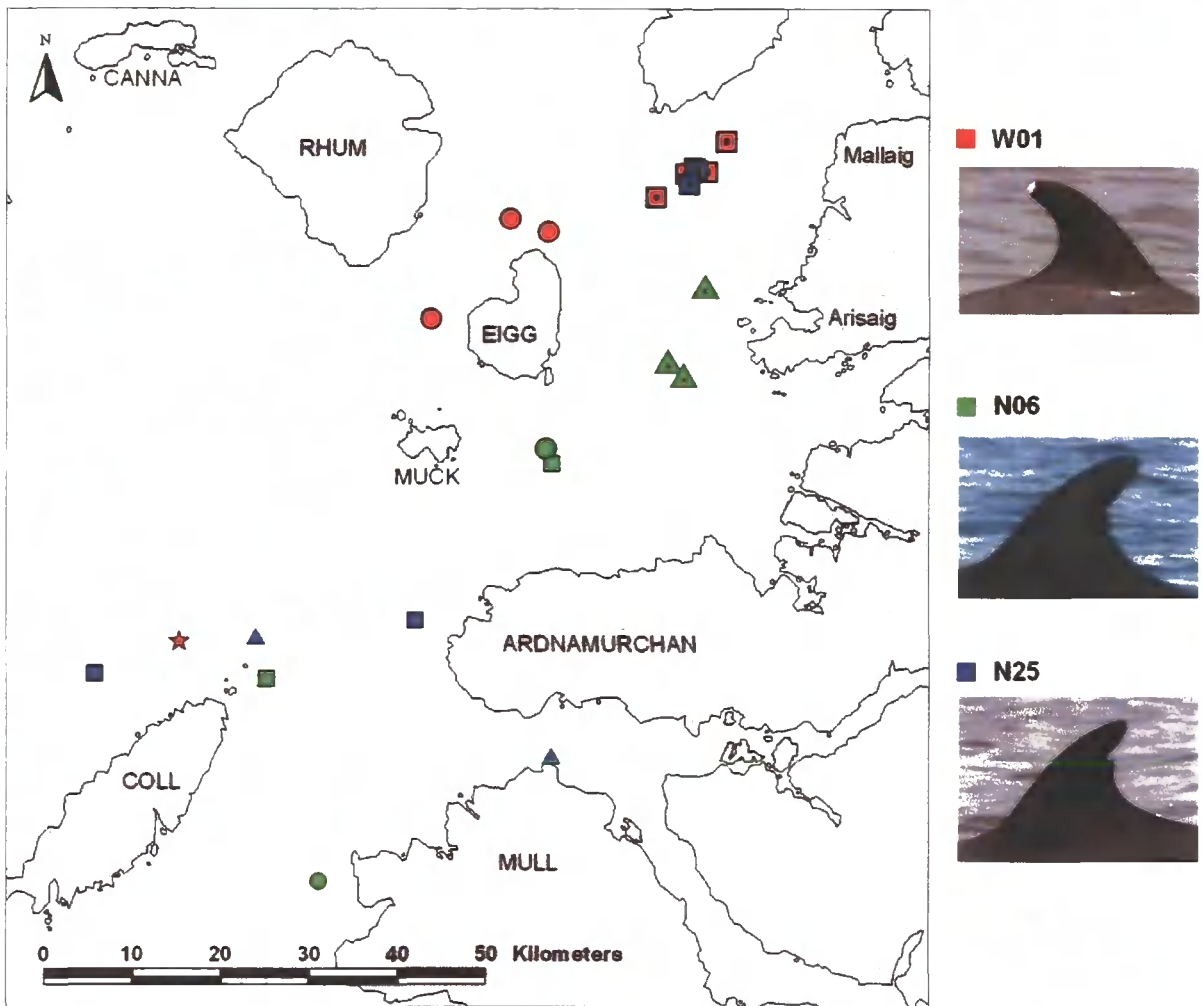 N
CANNA
RHUM
Mallaig
W01
EIGG
Arisaig
N06
MUCK
ARDNAMURCHAN
N25
COLL
MULL
0 10 20 30 40 50 Kilometers